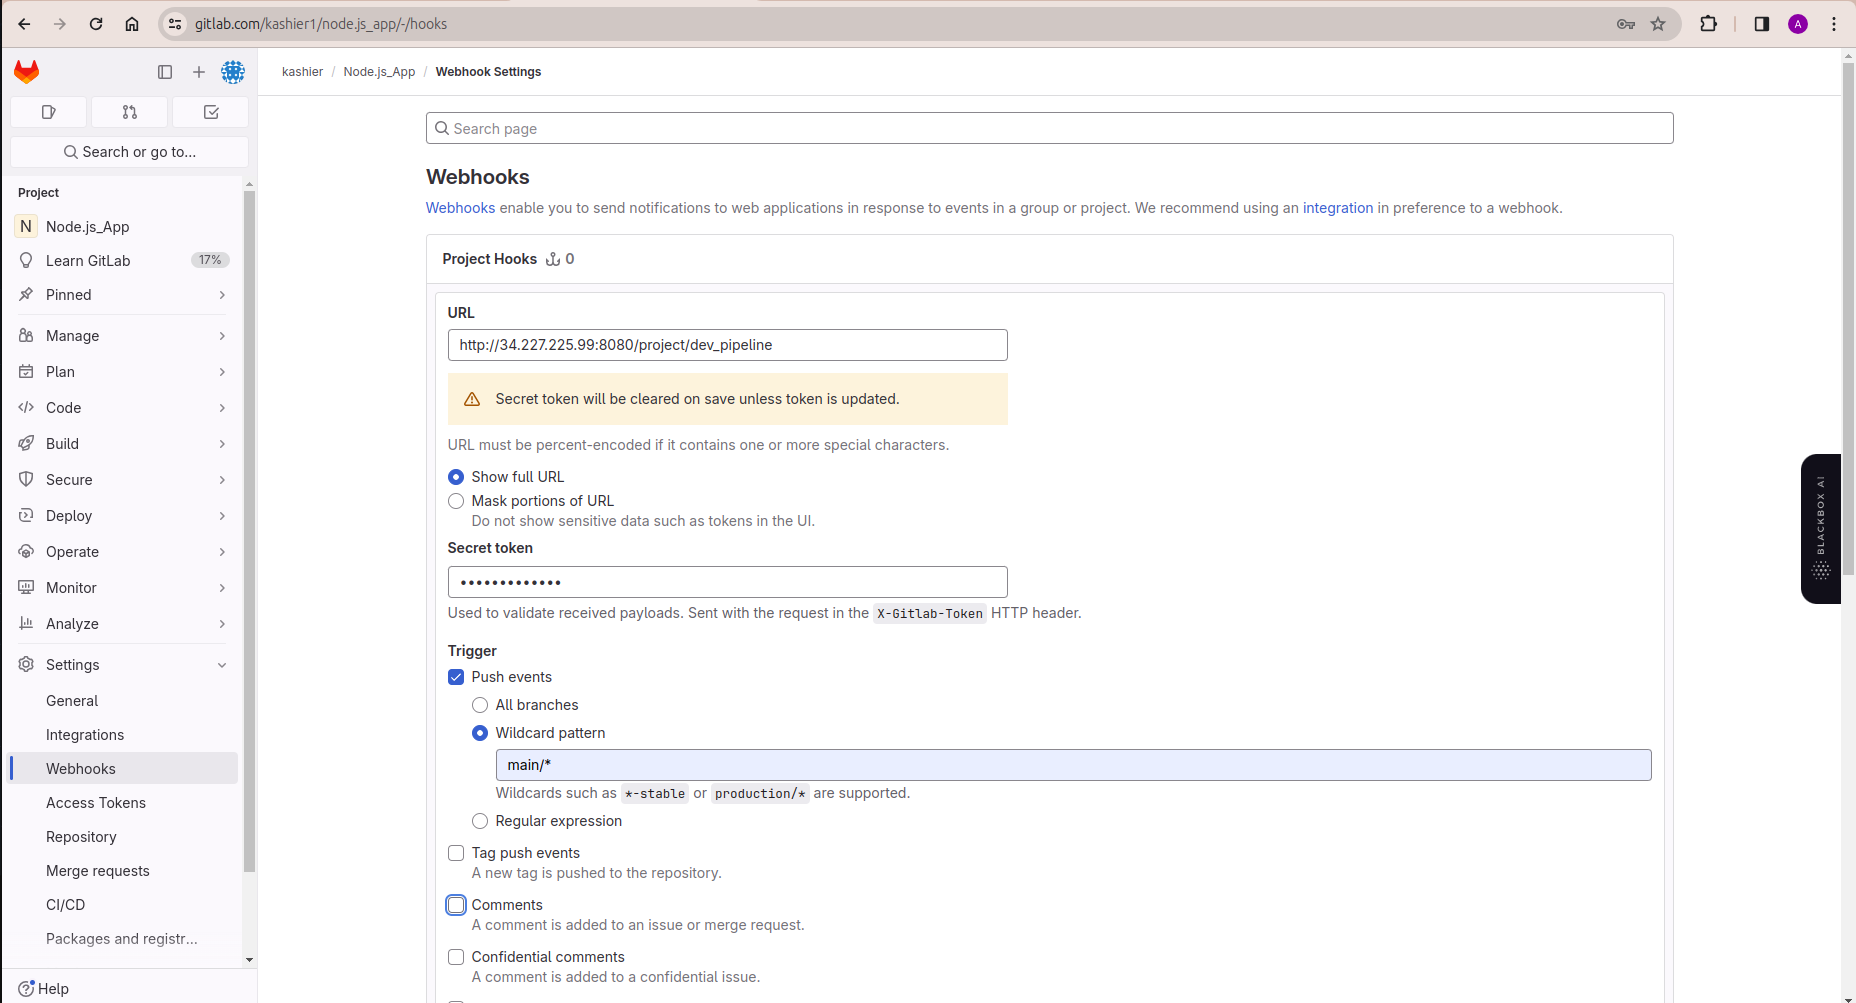 gitlab.com/kashier1/node.js_app/-/hooks
A
kashier / Node.js_App / Webhook Settings
Search or go to...
Project
N Node.js_App
Learn GitLab 17%
Pinned
Manage
Plan
Code
Build
Secure
Deploy
Operate
Monitor
Analyze
Settings
General
Integrations
Webhooks
Access Tokens
Repository
Merge requests
CI/CD
Packages and registr...
Help
Search page
Webhooks
Webhooks enable you to send notifications to web applications in response to events in a group or project. We recommend using an integration in preference to a webhook.
Project Hooks 0
URL
http://34.227.225.99:8080/project/dev_pipeline
Secret token will be cleared on save unless token is updated.
URL must be percent-encoded if it contains one or more special characters.
Show full URL
Mask portions of URL
Do not show sensitive data such as tokens in the UI.
Secret token
•••••••••••••
Used to validate received payloads. Sent with the request in the X-Gitlab-Token HTTP header.
Trigger
Push events
All branches
Wildcard pattern
main/*
Wildcards such as *-stable or production/* are supported.
Regular expression
Tag push events
A new tag is pushed to the repository.
Comments
A comment is added to an issue or merge request.
Confidential comments
A comment is added to a confidential issue.
BLACKBOX AI